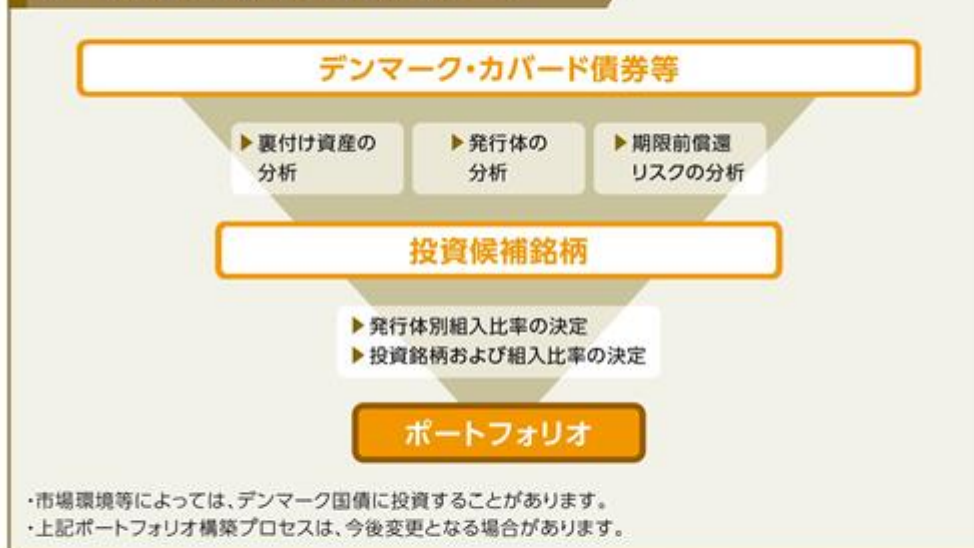 デンマーク・カバード債券等
▶裏付け資産の
分析
▶発行体の
分析
▶期限前償還
リスクの分析
投資候補銘柄
▶発行体別組入比率の決定
▶投資銘柄および組入比率の決定
ポートフォリオ
・市場環境等によっては、デンマーク国債に投資することがあります。
・上記ポートフォリオ構築プロセスは、今後変更となる場合があります。